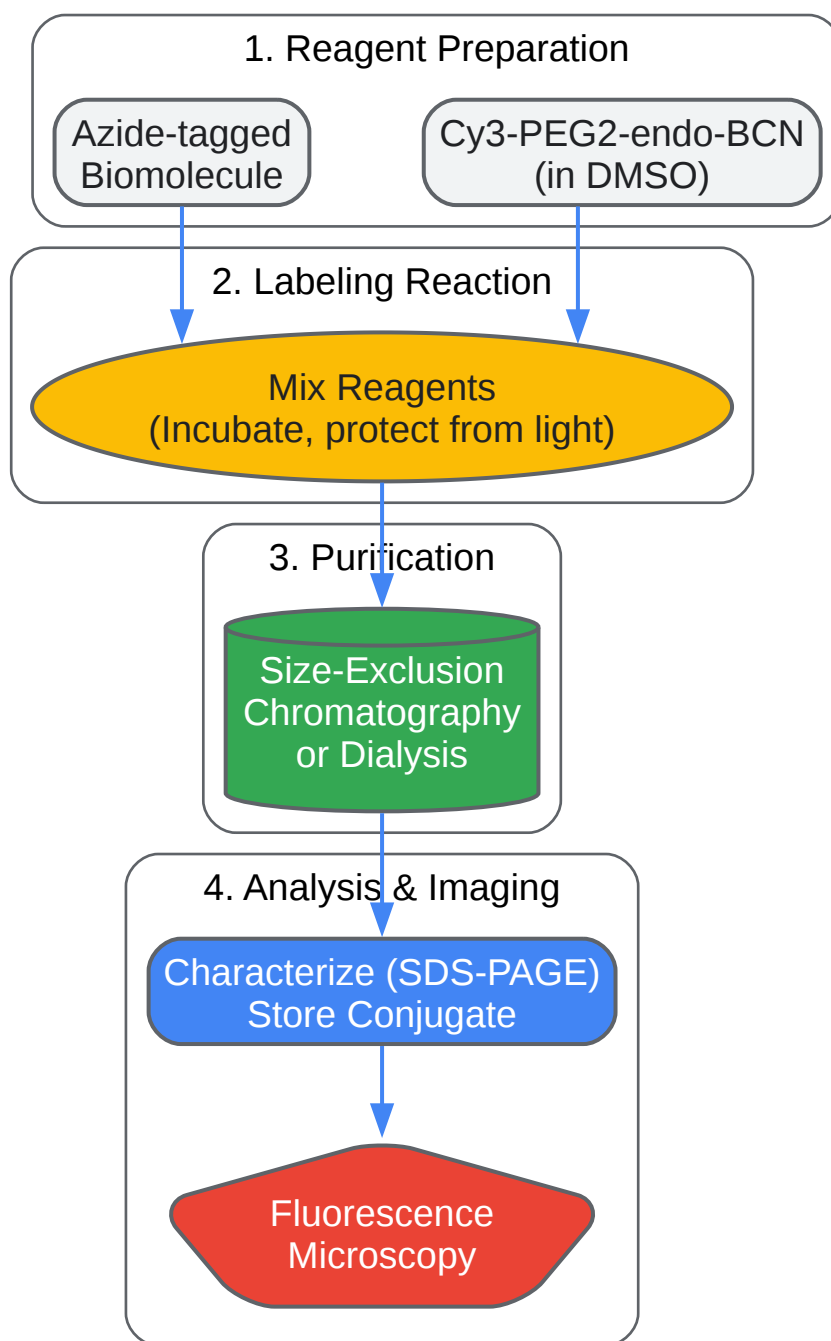 1. Reagent Preparation
Azide-tagged
Biomolecule
Cy3-PEG2-endo-BCN
(in DMSO)
2. Labeling Reaction
Mix Reagents
(Incubate, protect from light)
3. Purification
Size-Exclusion
Chromatography
or Dialysis
4. Analysis & Imaging
Characterize (SDS-PAGE)
Store Conjugate
Fluorescence
Microscopy